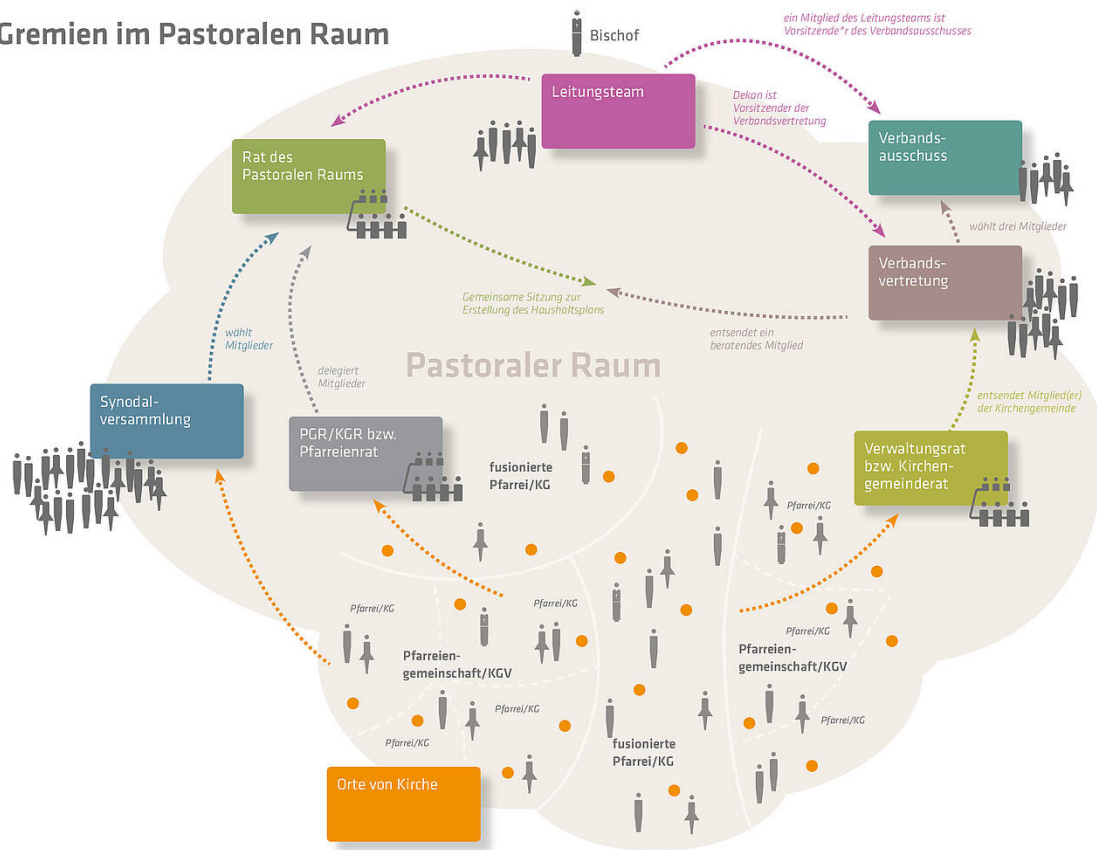 Gremien im Pastoralen Raum
Bischof
ein Mitglied des Leitungsteams ist
Vorsitzende*r des Verbandsausschusses
Leitungsteam
Dekan ist
Vorsitzender der
Verbandsvertretung
Verbands-
ausschuss
Rat des
Pastoralen Raums
wählt drei Mitglieder
Verbands-
vertretung
Gemeinsame Sitzung zur
Erstellung des Haushaltsplans
entsendet ein
beratendes Mitglied
wählt
Mitglieder
delegiert
Mitglieder
Pastoraler Raum
entsendet Mitglied(er)
der Kirchengemeinde
Synodal-
versammlung
PGR/KGR bzw.
Pfarreienrat
Verwaltungsrat
bzw. Kirchen-
gemeinderat
fusionierte
Pfarrei/KG
Pfarrei/KG
Pfarrei/KG
Pfarrei/KG
Pfarrei/KG
Pfarreien-
gemeinschaft/KGV
Pfarreien-
gemeinschaft/KGV
Pfarrei/KG
Pfarrei/KG
Pfarrei/KG
fusionierte
Pfarrei/KG
Orte von Kirche